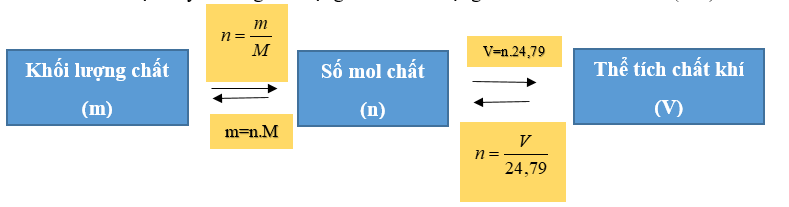 n = m/M
V=n.24,79
Khối lượng chất
(m)
Số mol chất
(n)
Thể tích chất khí
(V)
m=n.M
n = V/24,79